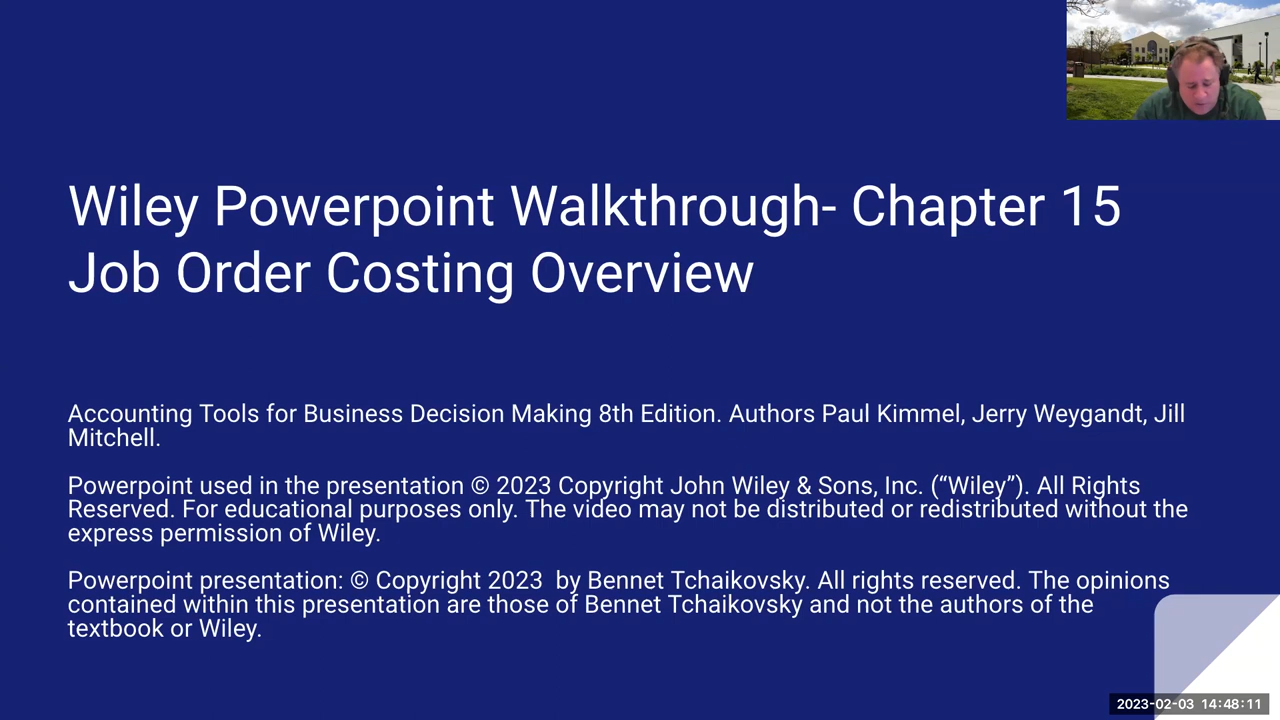 Wiley Powerpoint Walkthrough- Chapter 15
Job Order Costing Overview
Accounting Tools for Business Decision Making 8th Edition. Authors Paul Kimmel, Jerry Weygandt, Jill
Mitchell.
Powerpoint used in the presentation © 2023 Copyright John Wiley & Sons, Inc. (“Wiley”). All Rights
Reserved. For educational purposes only. The video may not be distributed or redistributed without the
express permission of Wiley.
Powerpoint presentation: © Copyright 2023  by Bennet Tchaikovsky. All rights reserved. The opinions
contained within this presentation are those of Bennet Tchaikovsky and not the authors of the
textbook or Wiley.
2023-02-03 14:48:11